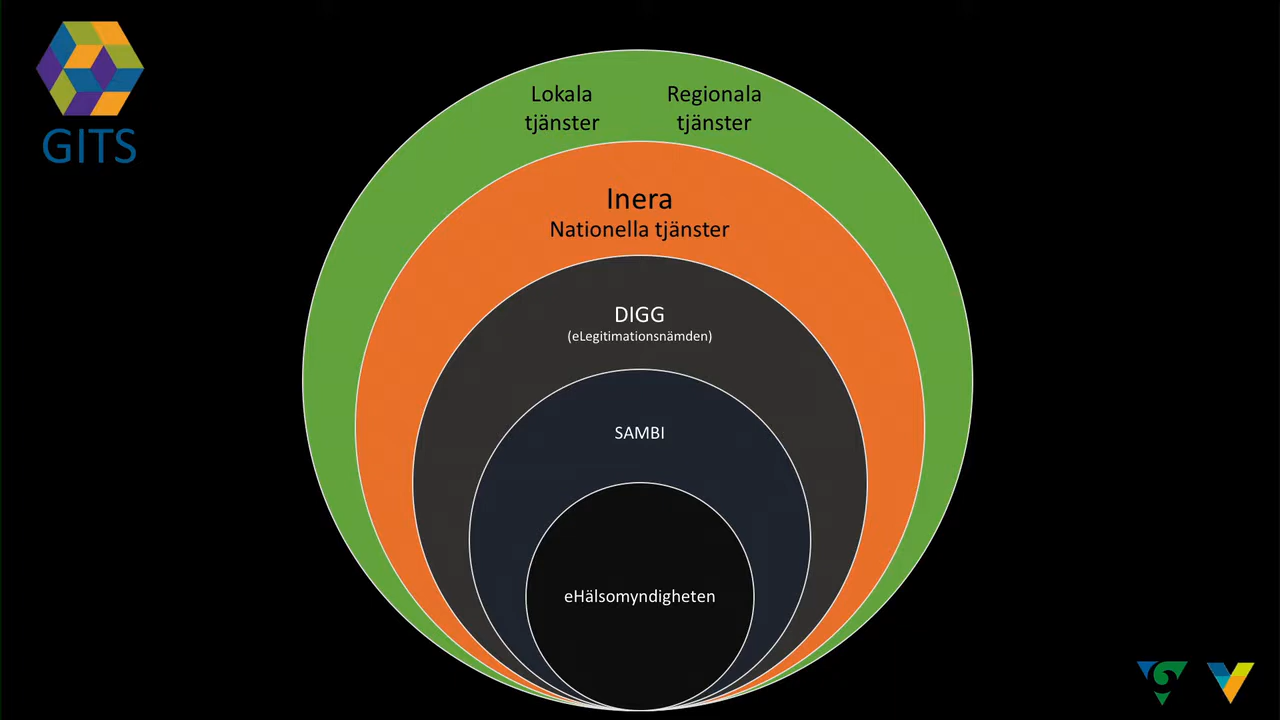 GITS
Lokala
tjänster
Regionala
tjänster
Inera
Nationella tjänster
DIGG
(eLegitimationsnämden)
SAMBI
eHälsomyndigheten